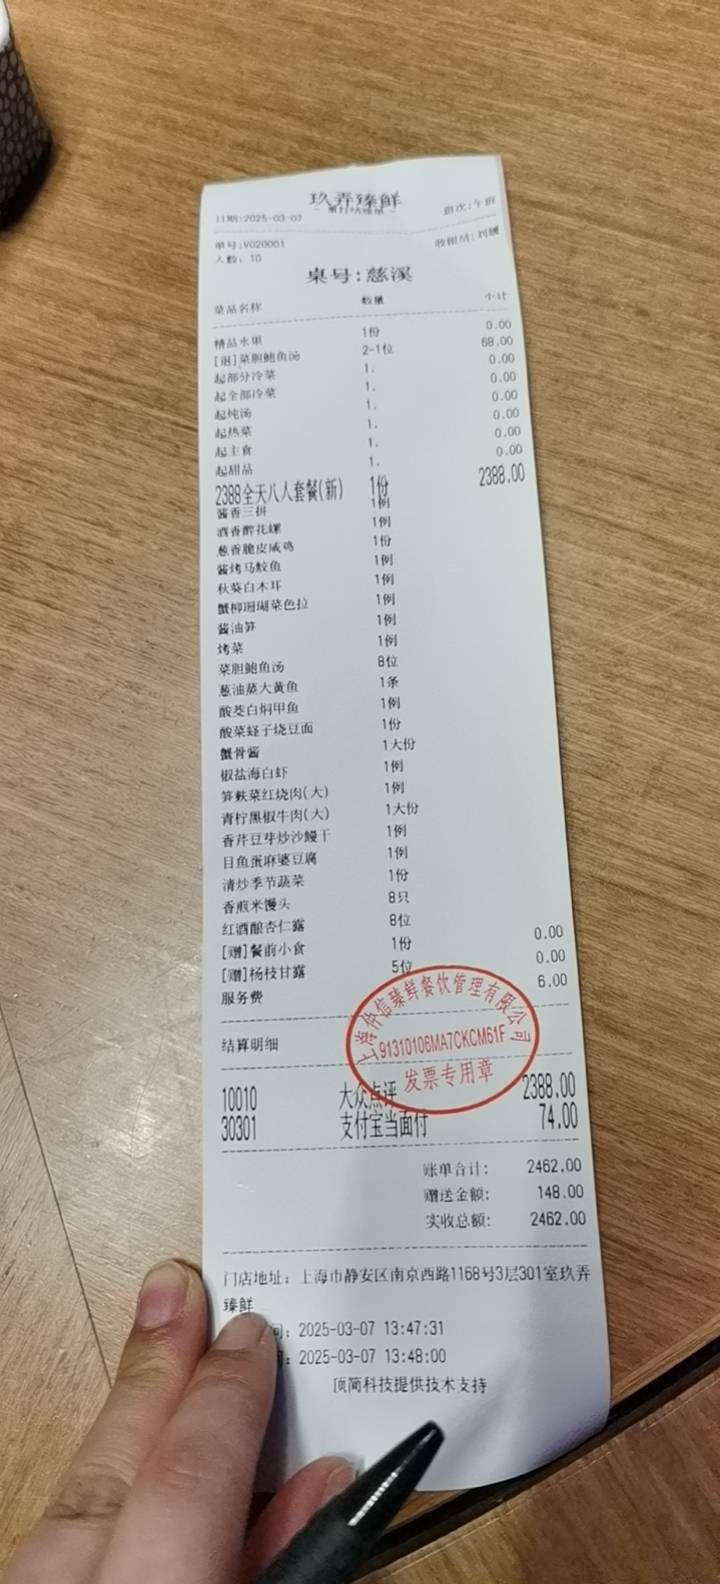 玖弄臻鲜
日期:2025-03-07 班次:午市
单号:V020001 收银员:刘媛
人数: 10
桌号:慈溪
菜品名称 数量 小计
精品水果 1份 0.00
[退]菜胆鲍鱼汤 2-1位 68.00
起部分冷菜 1. 0.00
起全部冷菜 1. 0.00
起炖汤 1. 0.00
起热菜 1. 0.00
起主食 1. 0.00
起甜品 1. 0.00
2388全天八人套餐(新) 1份 2388.00
酱香三拼 1例
酒香醉花螺 1例
葱香脆皮咸鸡 1份
酱烤马鲛鱼 1例
秋葵白木耳 1例
蟹柳珊瑚菜色拉 1例
酱油笋 1例
烤菜 1例
菜胆鲍鱼汤 8位
葱油蒸大黄鱼 1条
酸茭白焖甲鱼 1例
酸菜蛏子烧豆面 1份
蟹骨酱 1大份
椒盐海白虾 1例
笋麸菜红烧肉(大) 1例
青柠黑椒牛肉(大) 1大份
香芹豆芽炒沙鳗干 1例
目鱼蛋麻婆豆腐 1例
清炒季节蔬菜 1份
香煎米馒头 8只
红酒酿杏仁露 8位
[赠]餐前小食 1份 0.00
[赠]杨枝甘露 5位 0.00
服务费 6.00
上海仵信臻鲜餐饮管理有限公司
91310106MA7CKCM61F
发票专用章
结算明细
10010 大众点评 2388.00
30301 支付宝当面付 74.00
账单合计: 2462.00
赠送金额: 148.00
实收总额: 2462.00
门店地址: 上海市静安区南京西路1168号3层301室玖弄
臻鲜
间: 2025-03-07 13:47:31
: 2025-03-07 13:48:00
顶简科技提供技术支持